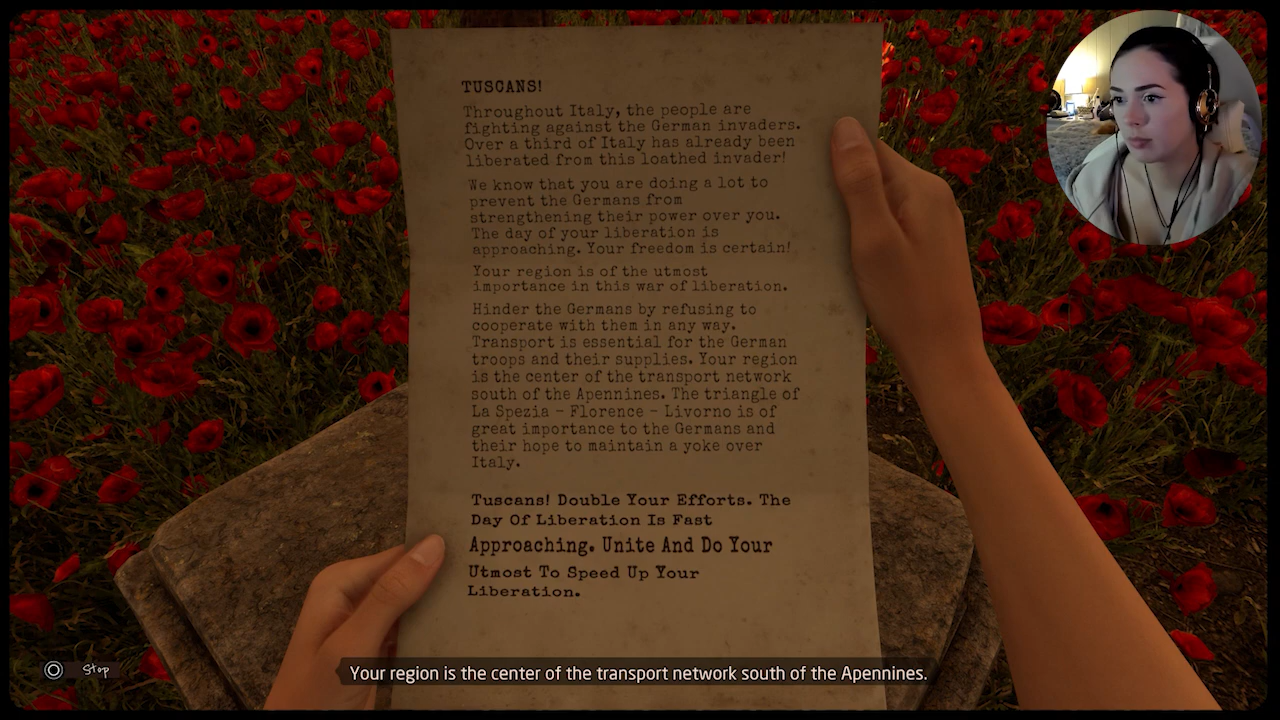 TUSCANS!
Throughout Italy, the people are
fighting against the German invaders.
Over a third of Italy has already been
liberated from this loathed invader!
We know that you are doing a lot to
prevent the Germans from
strengthening their power over you.
The day of your liberation is
approaching. Your freedom is certain!
Your region is of the utmost
importance in this war of liberation.
Hinder the Germans by refusing to
cooperate with them in any way.
Transport is essential for the German
troops and their supplies. Your region
is the center of the transport network
south of the Apennines. The triangle of
La Spezia - Florence - Livorno is of
great importance to the Germans and
their hope to maintain a yoke over
Italy.
Tuscans! Double Your Efforts. The
Day Of Liberation Is Fast
Approaching. Unite And Do Your
Utmost To Speed Up Your
Liberation.
Stop
Your region is the center of the transport network south of the Apennines.